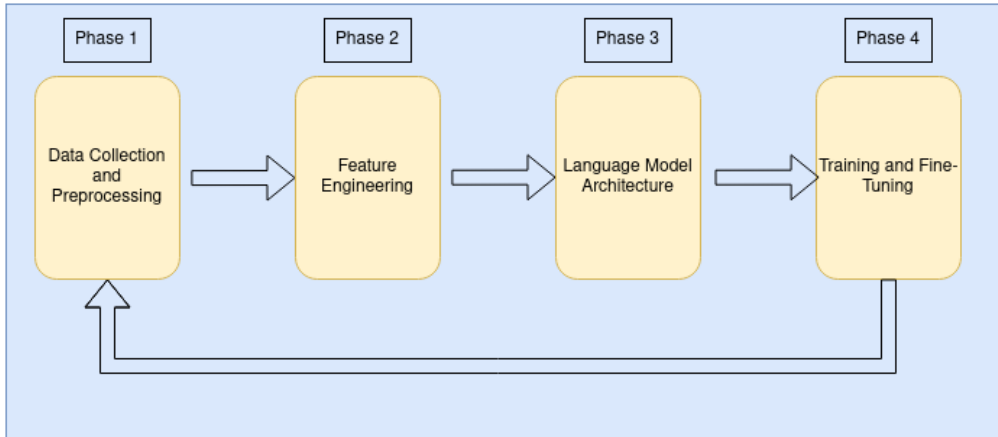 Phase 1
Phase 2
Phase 3
Phase 4
Data Collection
and
Preprocessing
Feature
Engineering
Language Model
Architecture
Training and Fine-
Tuning